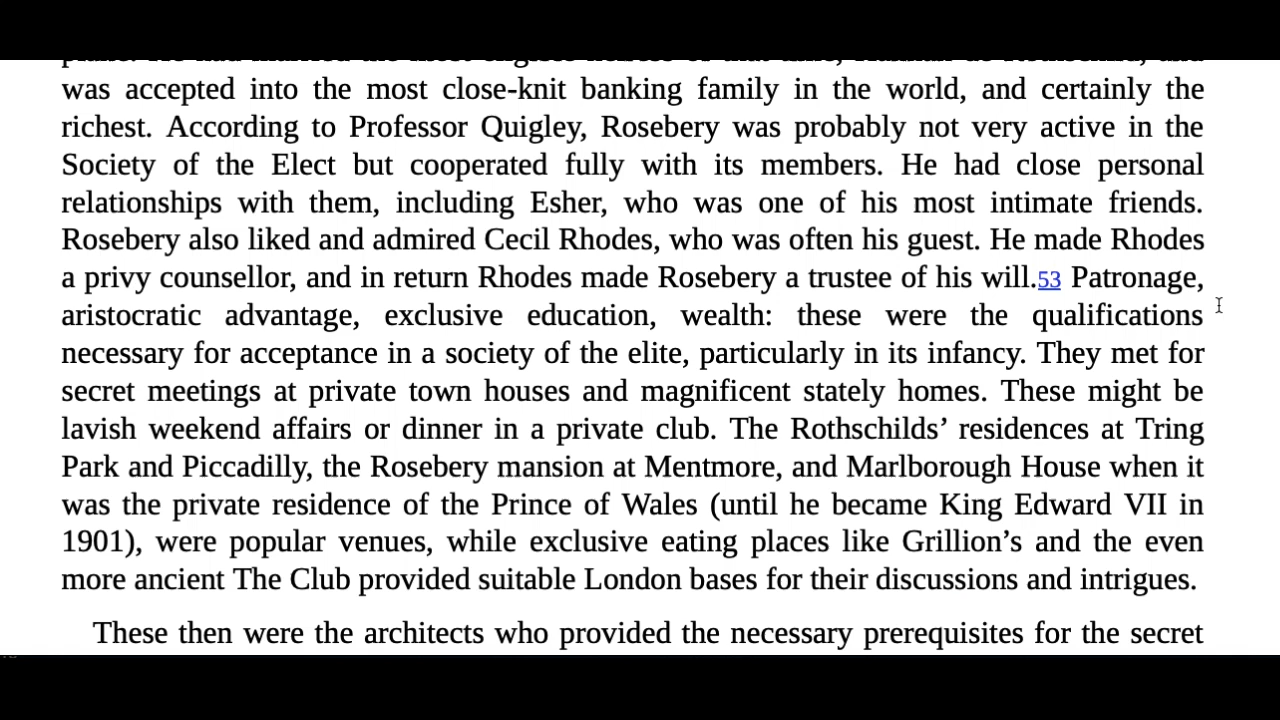 was accepted into the most close-knit banking family in the world, and certainly the
richest. According to Professor Quigley, Rosebery was probably not very active in the
Society of the Elect but cooperated fully with its members. He had close personal
relationships with them, including Esher, who was one of his most intimate friends.
Rosebery also liked and admired Cecil Rhodes, who was often his guest. He made Rhodes
a privy counsellor, and in return Rhodes made Rosebery a trustee of his will.53 Patronage,
aristocratic advantage, exclusive education, wealth: these were the qualifications
necessary for acceptance in a society of the elite, particularly in its infancy. They met for
secret meetings at private town houses and magnificent stately homes. These might be
lavish weekend affairs or dinner in a private club. The Rothschilds’ residences at Tring
Park and Piccadilly, the Rosebery mansion at Mentmore, and Marlborough House when it
was the private residence of the Prince of Wales (until he became King Edward VII in
1901), were popular venues, while exclusive eating places like Grillion’s and the even
more ancient The Club provided suitable London bases for their discussions and intrigues.
These then were the architects who provided the necessary prerequisites for the secret